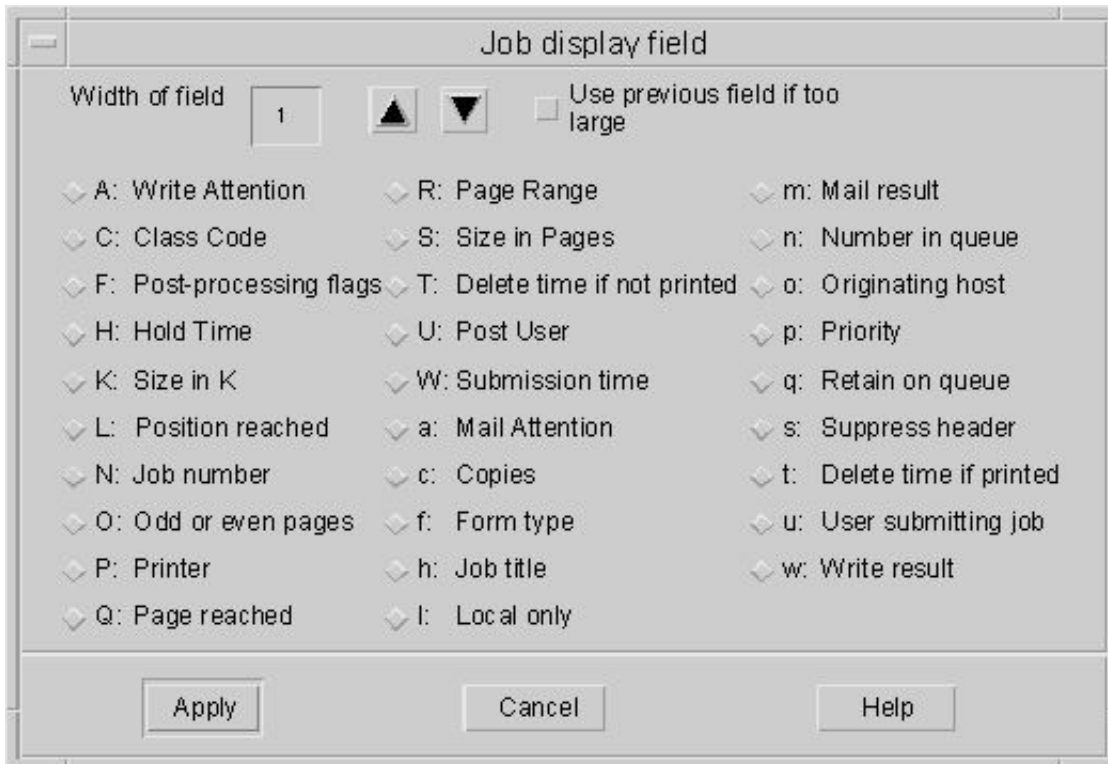 Job display field
Width of field
1
Use previous field if too
large
A: Write Attention
C: Class Code
F: Post-processing flags
H: Hold Time
K: Size in K
L: Position reached
N: Job number
O: Odd or even pages
P: Printer
Q: Page reached
R: Page Range
S: Size in Pages
T: Delete time if not printed
U: Post User
W: Submission time
a: Mail Attention
c: Copies
f: Form type
h: Job title
l: Local only
m: Mail result
n: Number in queue
o: Originating host
p: Priority
q: Retain on queue
s: Suppress header
t: Delete time if printed
u: User submitting job
w: Write result
Apply
Cancel
Help